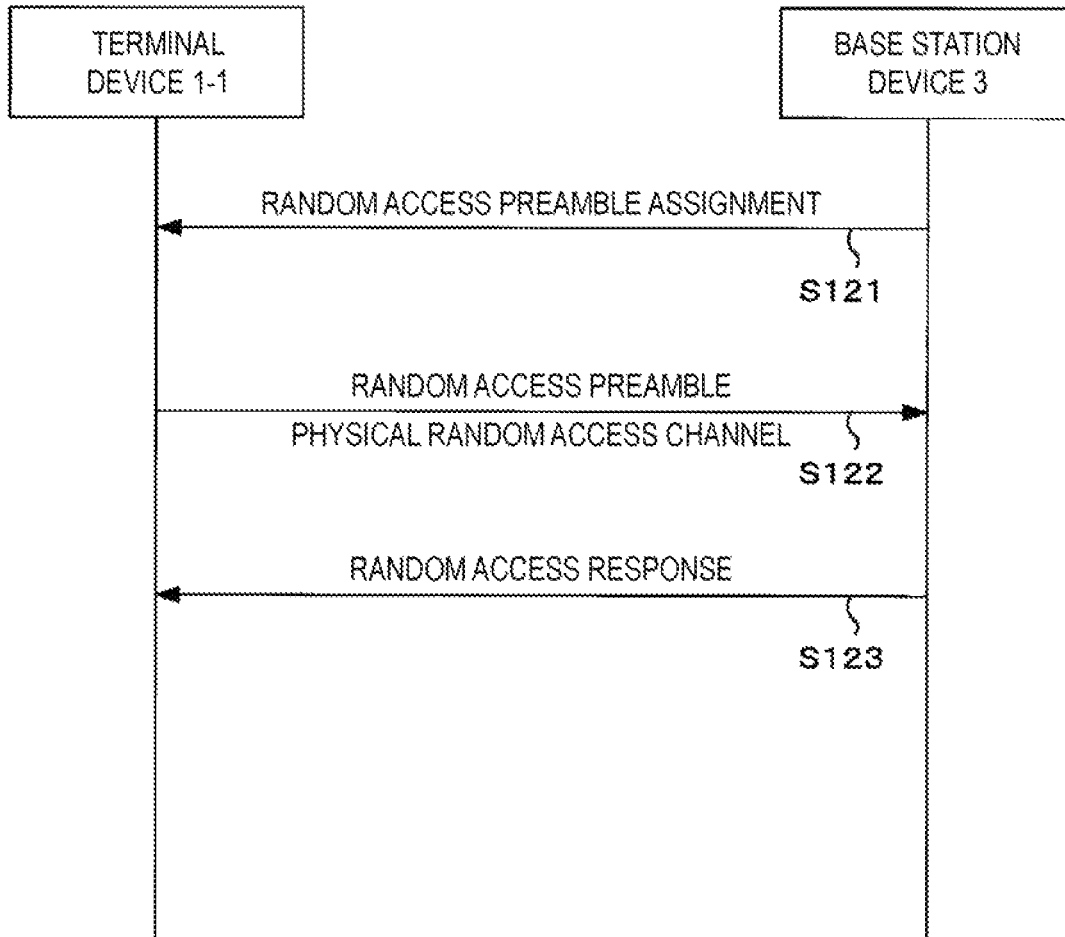 TERMINAL
DEVICE 1-1
BASE STATION
DEVICE 3
RANDOM ACCESS PREAMBLE ASSIGNMENT
S121
RANDOM ACCESS PREAMBLE
PHYSICAL RANDOM ACCESS CHANNEL
S122
RANDOM ACCESS RESPONSE
S123